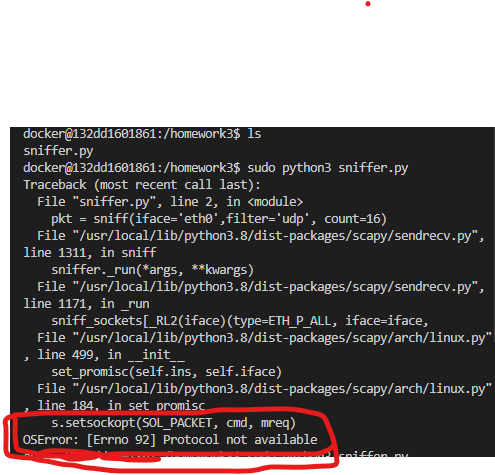 docker@132dd1601861:/homework3$ ls
sniffer.py
docker@132dd1601861:/homework3$ sudo python3 sniffer.py
Traceback (most recent call last):
  File "sniffer.py", line 2, in <module>
    pkt = sniff(iface='eth0',filter='udp', count=16)
  File "/usr/local/lib/python3.8/dist-packages/scapy/sendrecv.py",
line 1311, in sniff
    sniffer._run(*args, **kwargs)
  File "/usr/local/lib/python3.8/dist-packages/scapy/sendrecv.py",
line 1171, in _run
    sniff_sockets[_RL2(iface)(type=ETH_P_ALL, iface=iface,
  File "/usr/local/lib/python3.8/dist-packages/scapy/arch/linux.py"
, line 499, in __init__
    set_promisc(self.ins, self.iface)
  File "/usr/local/lib/python3.8/dist-packages/scapy/arch/linux.py"
, line 184, in set_promisc
    s.setsockopt(SOL_PACKET, cmd, mreq)
OSError: [Errno 92] Protocol not available
sniffer.py